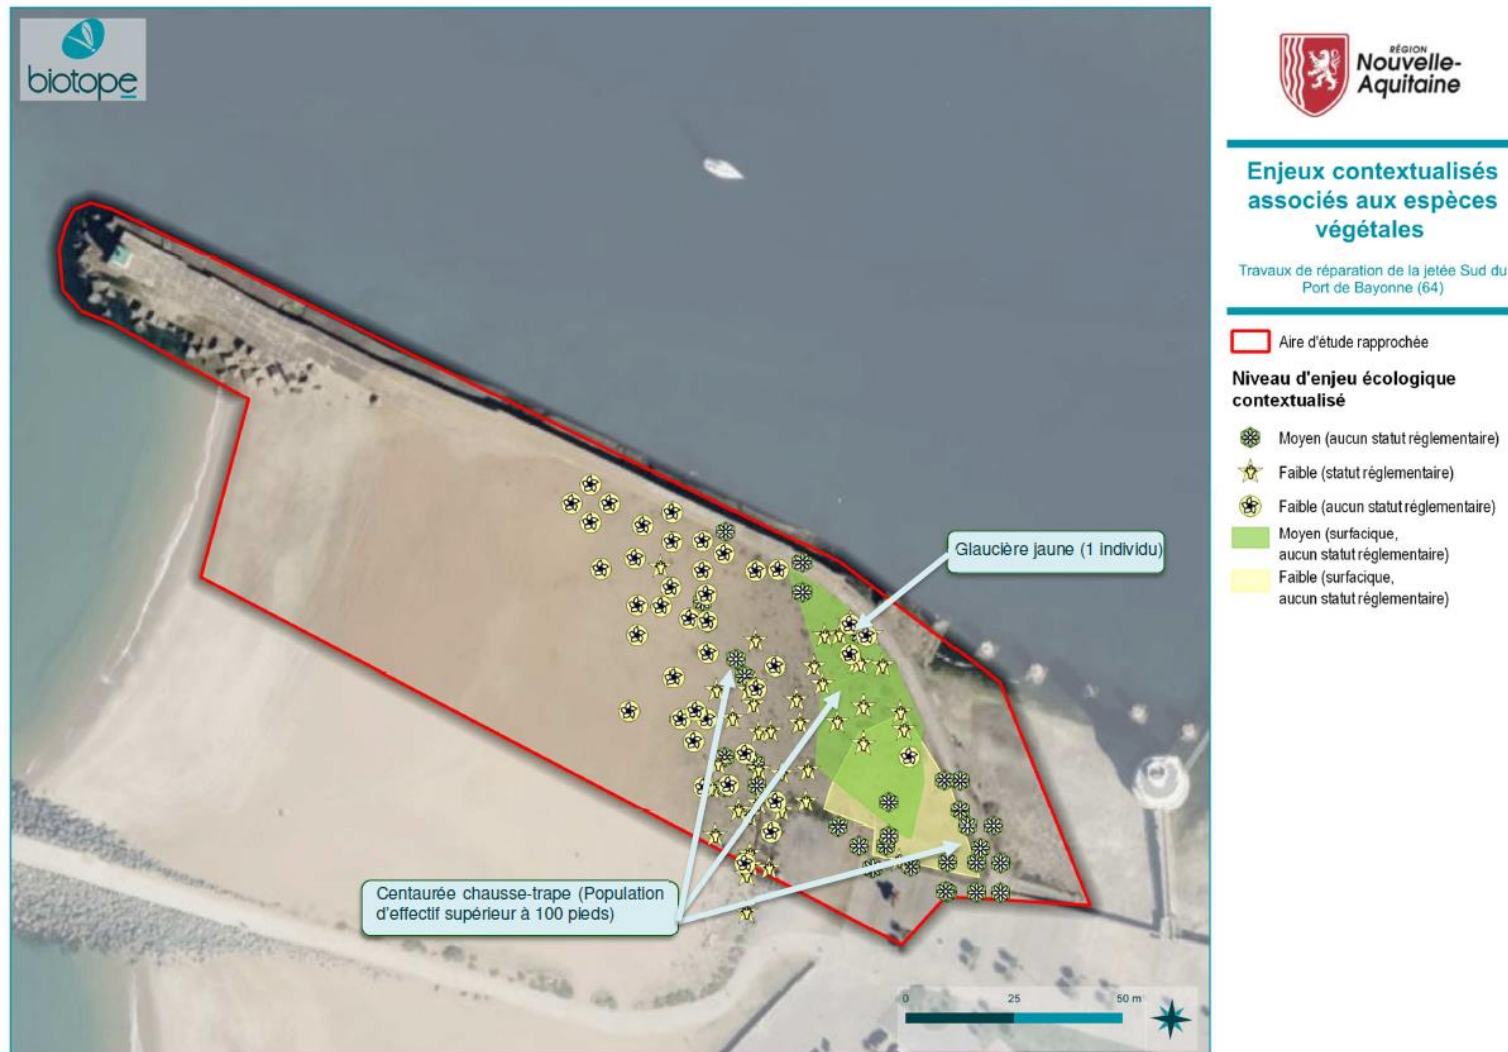 biotope
RÉGION
Nouvelle-
Aquitaine
Enjeux contextualisés
associés aux espèces
végétales
Travaux de réparation de la jetée Sud du
Port de Bayonne (64)
Aire d'étude rapprochée
Niveau d'enjeu écologique
contextualisé
Moyen (aucun statut réglementaire)
Faible (statut réglementaire)
Faible (aucun statut réglementaire)
Moyen (surfacique,
aucun statut réglementaire)
Faible (surfacique,
aucun statut réglementaire)
Glaucière jaune (1 individu)
Centaurée chausse-trape (Population
d'effectif supérieur à 100 pieds)
0 25 50 m